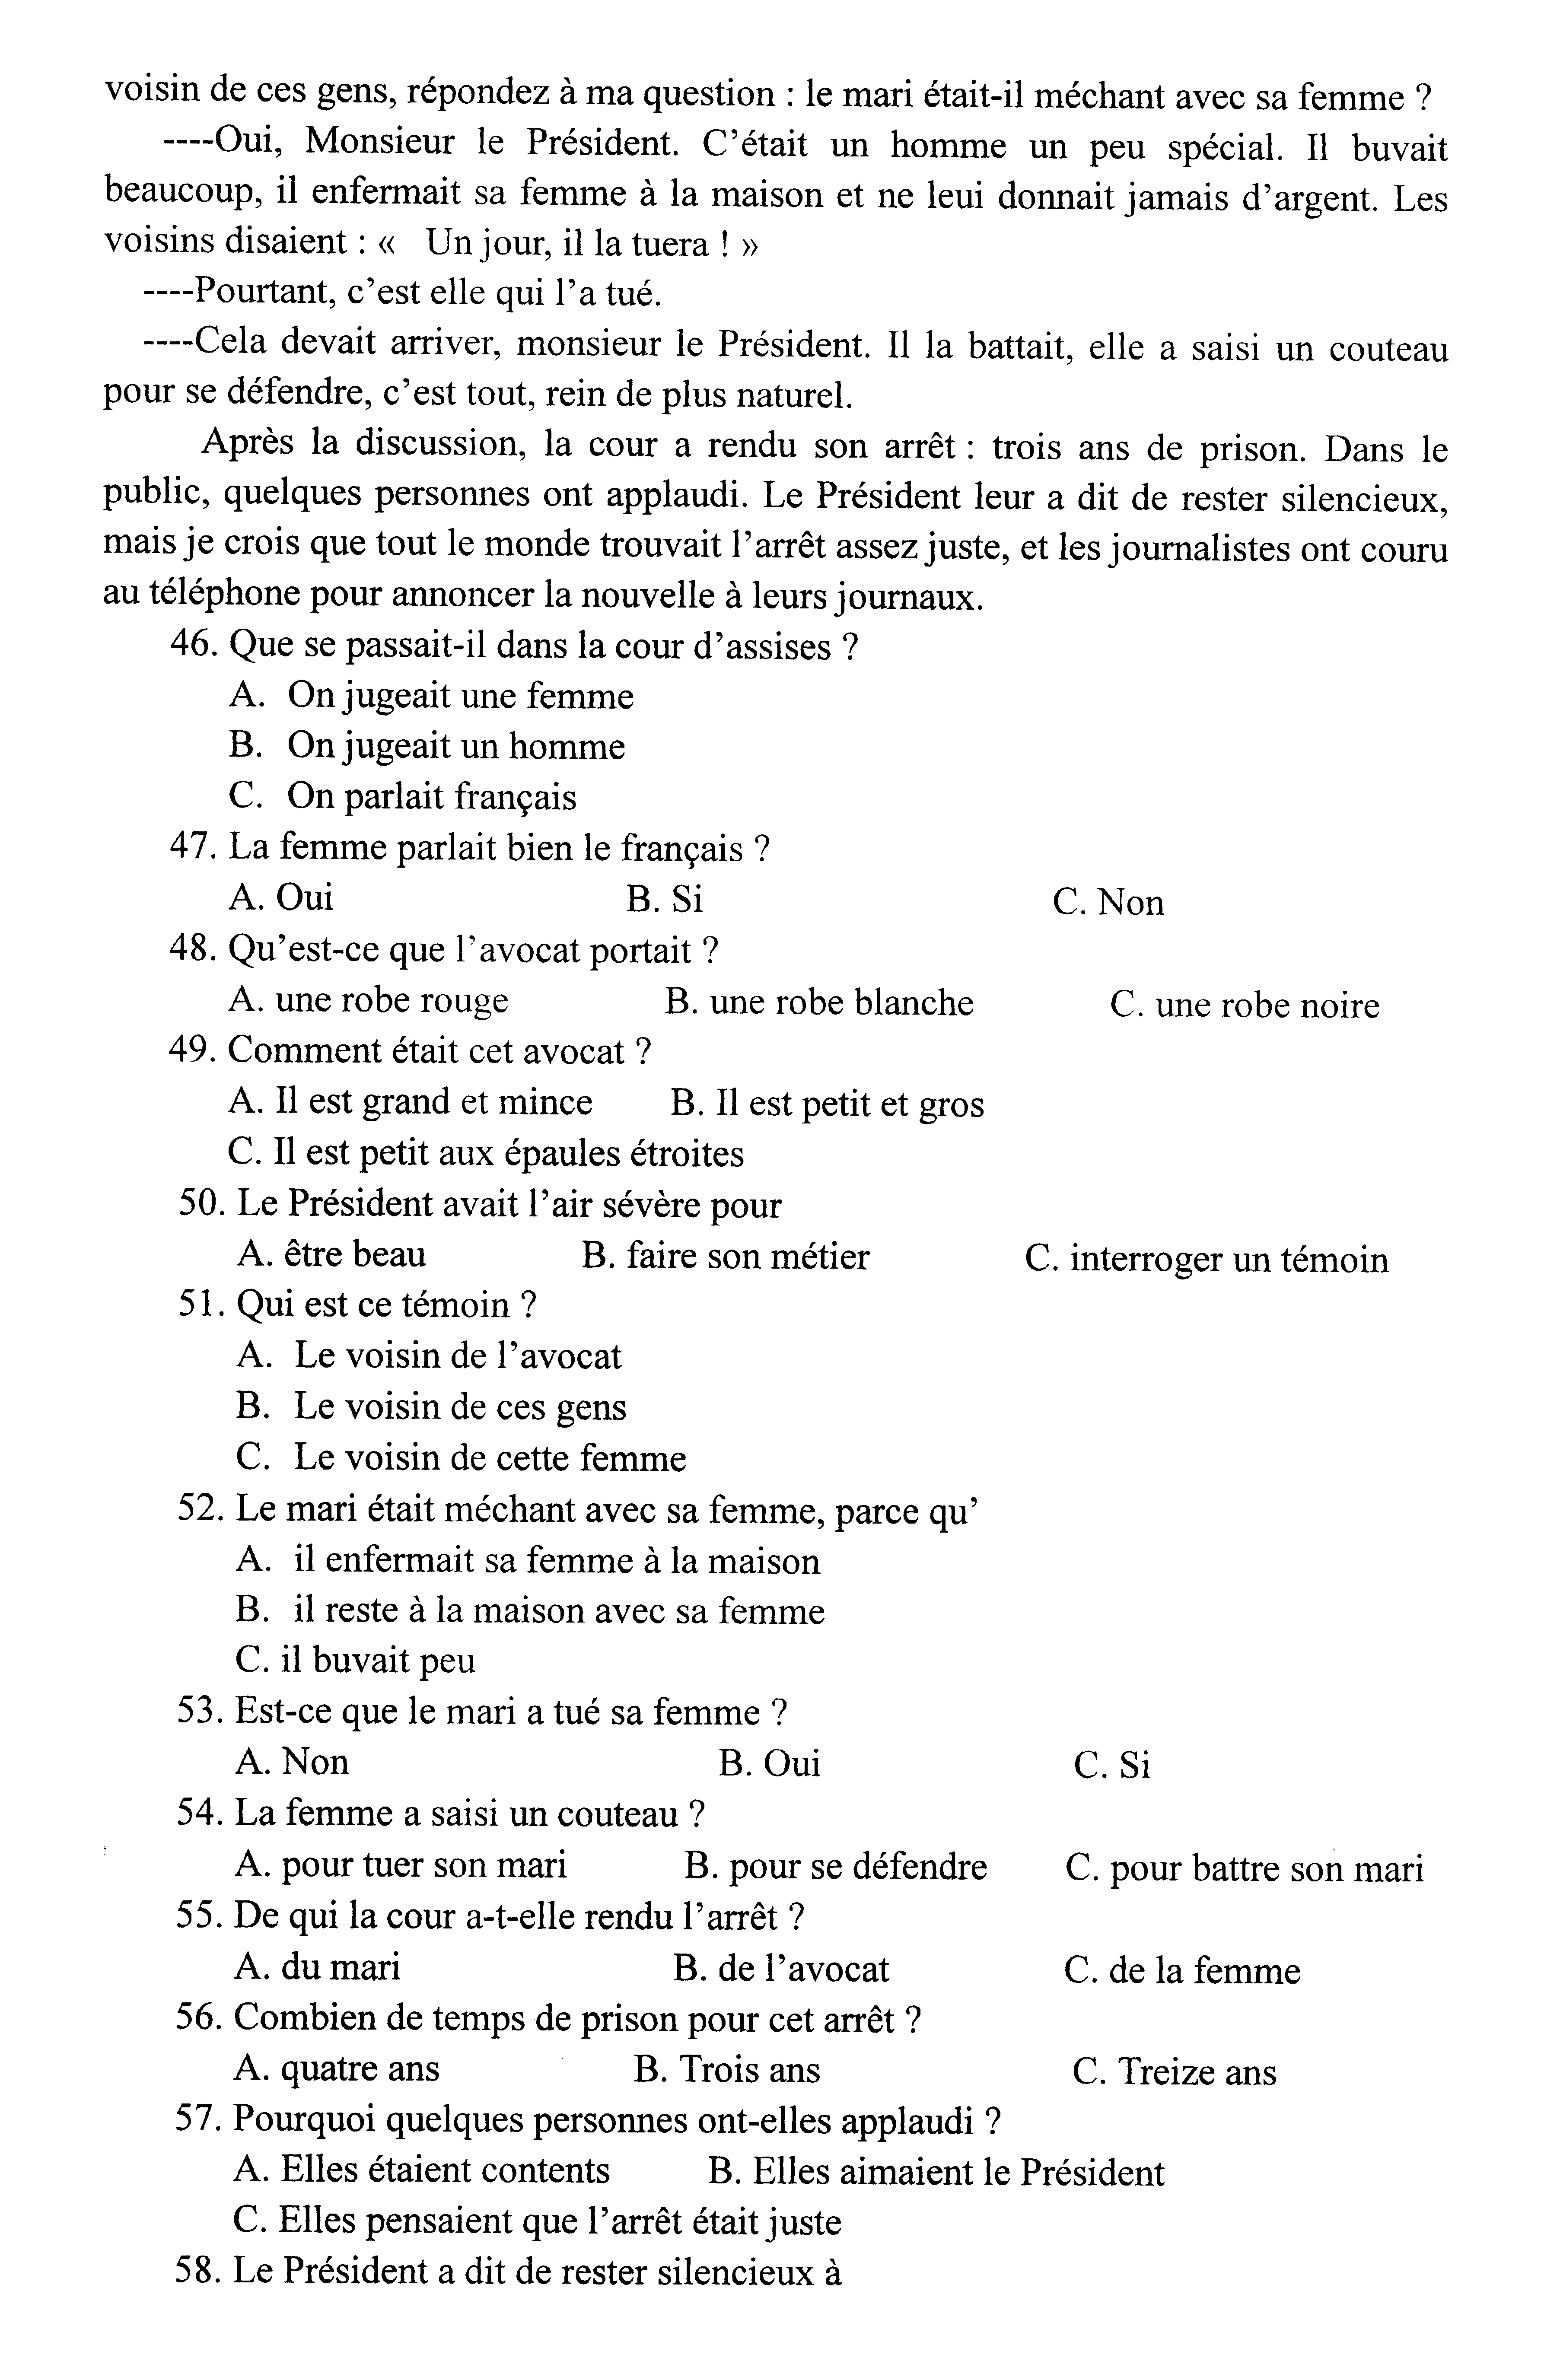 voisin de ces gens, répondez à ma question : le mari était-il méchant avec sa femme ?
----Oui, Monsieur le Président. C’était un homme un peu spécial. Il buvait
beaucoup, il enfermait sa femme à la maison et ne leui donnait jamais d’argent. Les
voisins disaient : « Un jour, il la tuera ! »
----Pourtant, c’est elle qui l’a tué.
----Cela devait arriver, monsieur le Président. Il la battait, elle a saisi un couteau
pour se défendre, c’est tout, rein de plus naturel.
Après la discussion, la cour a rendu son arrêt : trois ans de prison. Dans le
public, quelques personnes ont applaudi. Le Président leur a dit de rester silencieux,
mais je crois que tout le monde trouvait l’arrêt assez juste, et les journalistes ont couru
au téléphone pour annoncer la nouvelle à leurs journaux.
46. Que se passait-il dans la cour d’assises ?
A. On jugeait une femme
B. On jugeait un homme
C. On parlait français
47. La femme parlait bien le français ?
A. Oui B. Si C. Non
48. Qu’est-ce que l’avocat portait ?
A. une robe rouge B. une robe blanche C. une robe noire
49. Comment était cet avocat ?
A. Il est grand et mince B. Il est petit et gros
C. Il est petit aux épaules étroites
50. Le Président avait l’air sévère pour
A. être beau B. faire son métier C. interroger un témoin
51. Qui est ce témoin ?
A. Le voisin de l’avocat
B. Le voisin de ces gens
C. Le voisin de cette femme
52. Le mari était méchant avec sa femme, parce qu’
A. il enfermait sa femme à la maison
B. il reste à la maison avec sa femme
C. il buvait peu
53. Est-ce que le mari a tué sa femme ?
A. Non B. Oui C. Si
54. La femme a saisi un couteau ?
A. pour tuer son mari B. pour se défendre C. pour battre son mari
55. De qui la cour a-t-elle rendu l’arrêt ?
A. du mari B. de l’avocat C. de la femme
56. Combien de temps de prison pour cet arrêt ?
A. quatre ans B. Trois ans C. Treize ans
57. Pourquoi quelques personnes ont-elles applaudi ?
A. Elles étaient contents B. Elles aimaient le Président
C. Elles pensaient que l’arrêt était juste
58. Le Président a dit de rester silencieux à